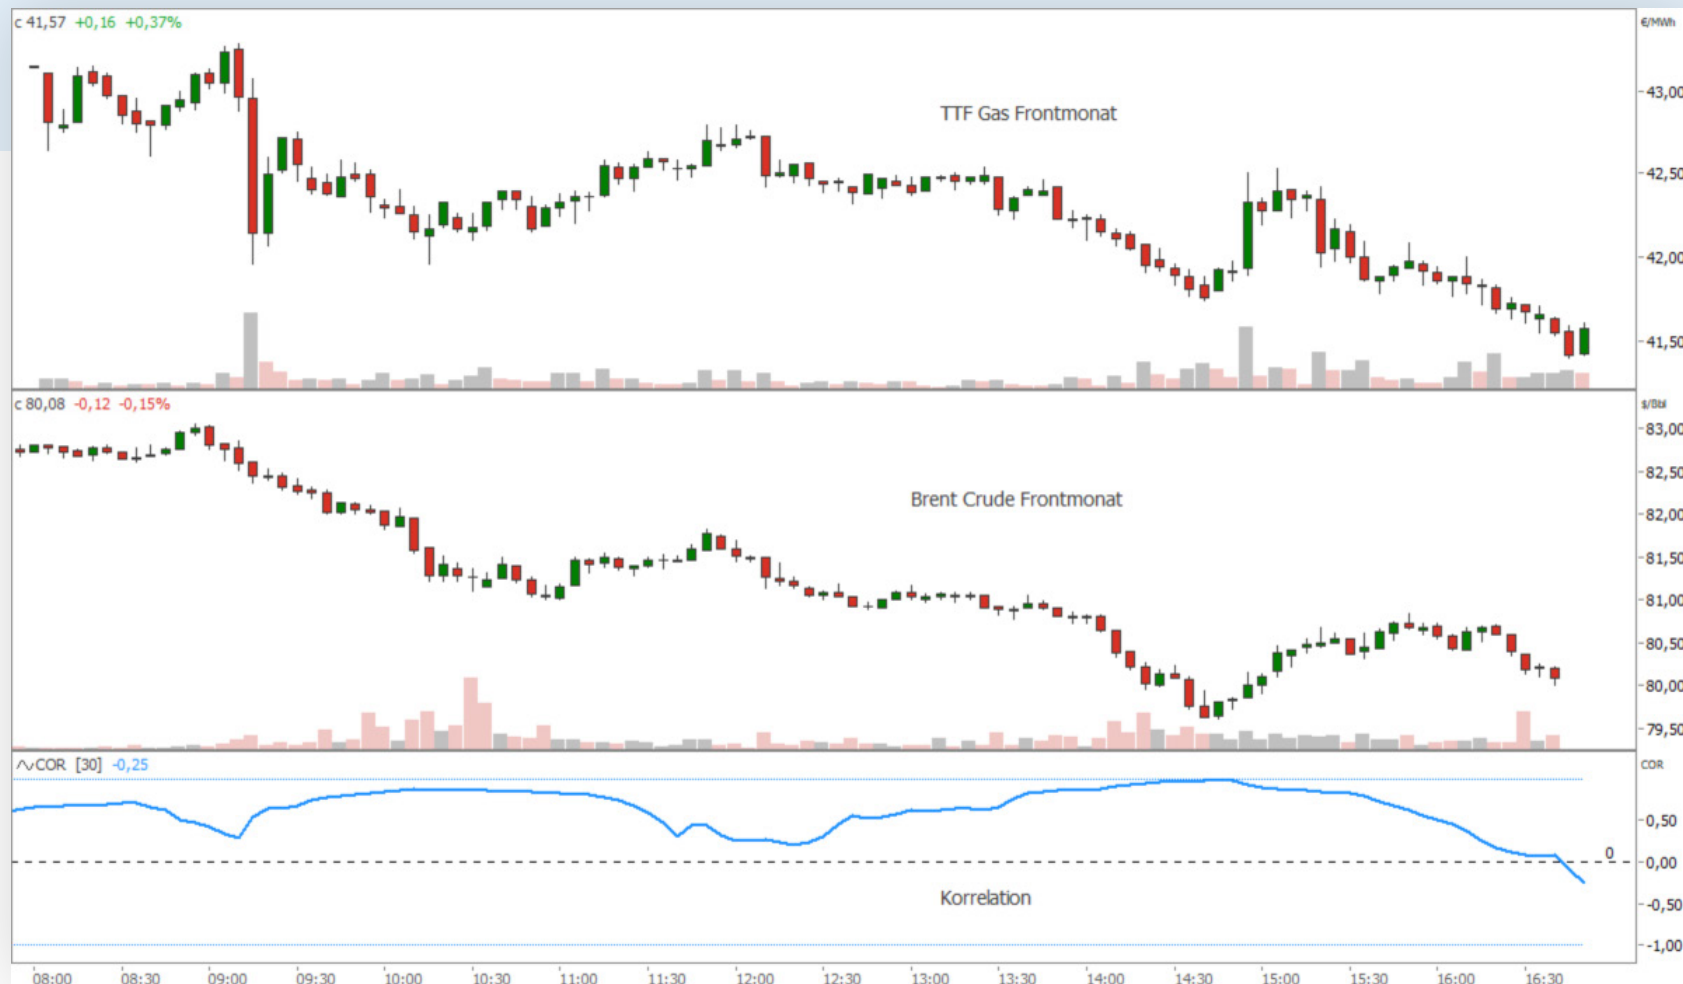 c 41,57 +0,16 +0,37%
€/MWh
43,00
TTF Gas Frontmonat
42,50
42,00
41,50
c 80,08 -0,12 -0,15%
$/Bbl
83,00
82,50
Brent Crude Frontmonat
82,00
81,50
81,00
80,50
80,00
79,50
COR [30] -0,25
COR
0,50
0
0,00
Korrelation
-0,50
-1,00
08:00 08:30 09:00 09:30 10:00 10:30 11:00 11:30 12:00 12:30 13:00 13:30 14:00 14:30 15:00 15:30 16:00 16:30